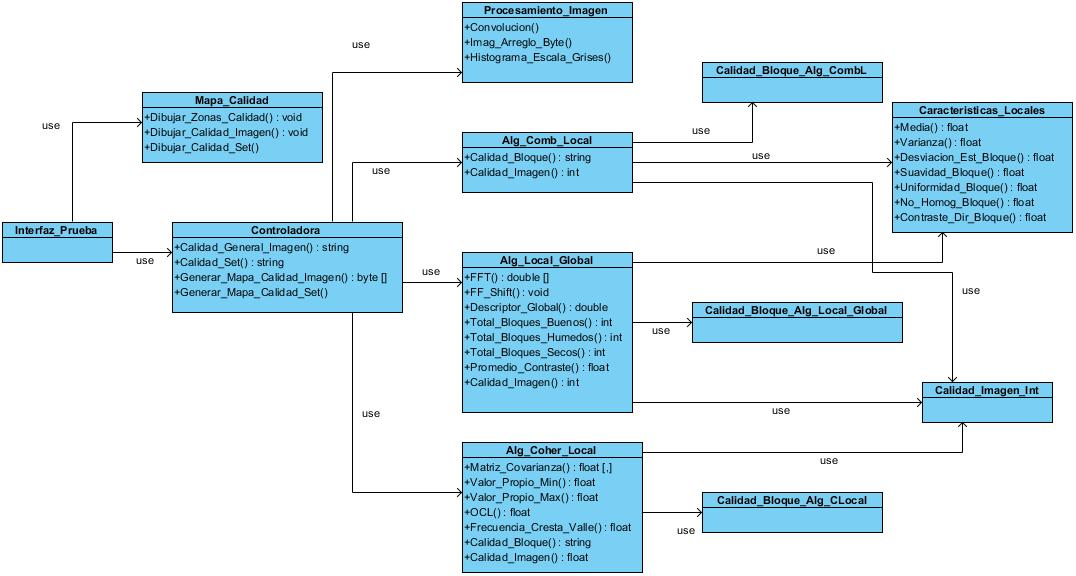 Procesamiento_Imagen
+Convolucion()
+Imag_Arreglo_Byte()
+Histograma_Escala_Grises()
use
Calidad_Bloque_Alg_CombL
Mapa_Calidad
+Dibujar_Zonas_Calidad() : void
+Dibujar_Calidad_Imagen() : void
+Dibujar_Calidad_Set()
use
Alg_Comb_Local
+Calidad_Bloque() : string
+Calidad_Imagen() : int
use
use
use
Caracteristicas_Locales
+Media() : float
+Varianza() : float
+Desviacion_Est_Bloque() : float
+Suavidad_Bloque() : float
+Uniformidad_Bloque() : float
+No_Homog_Bloque() : float
+Contraste_Dir_Bloque() : float
Interfaz_Prueba
use
Controladora
+Calidad_General_Imagen() : string
+Calidad_Set() : string
+Generar_Mapa_Calidad_Imagen() : byte []
+Generar_Mapa_Calidad_Set()
use
Alg_Local_Global
+FFT() : double []
+FF_Shift() : void
+Descriptor_Global() : double
+Total_Bloques_Buenos() : int
+Total_Bloques_Humedos() : int
+Total_Bloques_Secos() : int
+Promedio_Contraste() : float
+Calidad_Imagen() : int
use
use
Calidad_Bloque_Alg_Local_Global
use
use
Calidad_Imagen_Int
use
Alg_Coher_Local
+Matriz_Covarianza() : float [,]
+Valor_Propio_Min() : float
+Valor_Propio_Max() : float
+OCL() : float
+Frecuencia_Cresta_Valle() : float
+Calidad_Bloque() : string
+Calidad_Imagen() : float
use
Calidad_Bloque_Alg_CLocal
use